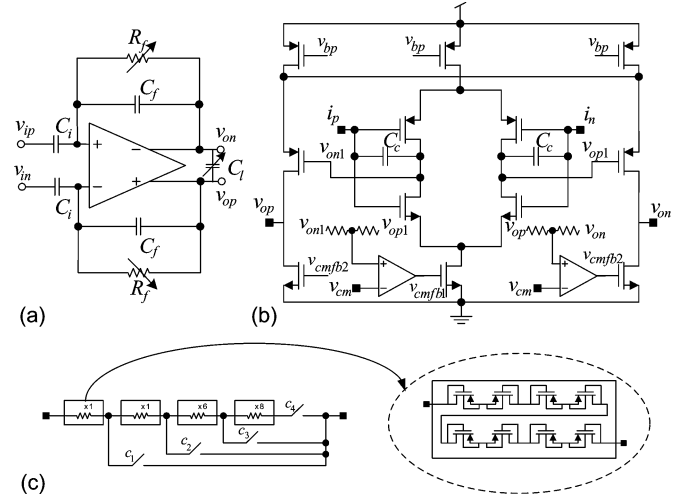 (a)
R_f
C_f
v_ip
C_i
+
−
v_on
C_l
v_in
C_i
−
+
v_op
C_f
R_f
(b)
v_bp
v_bp
v_bp
i_p
i_n
C_c
C_c
v_on1
v_op1
v_op
v_on
v_on1
v_op1
v_op
v_on
v_cmfb2
+
−
v_cm
v_cmfb1
+
−
v_cm
v_cmfb2
(c)
x1
x1
x6
x8
c_4
c_3
c_2
c_1